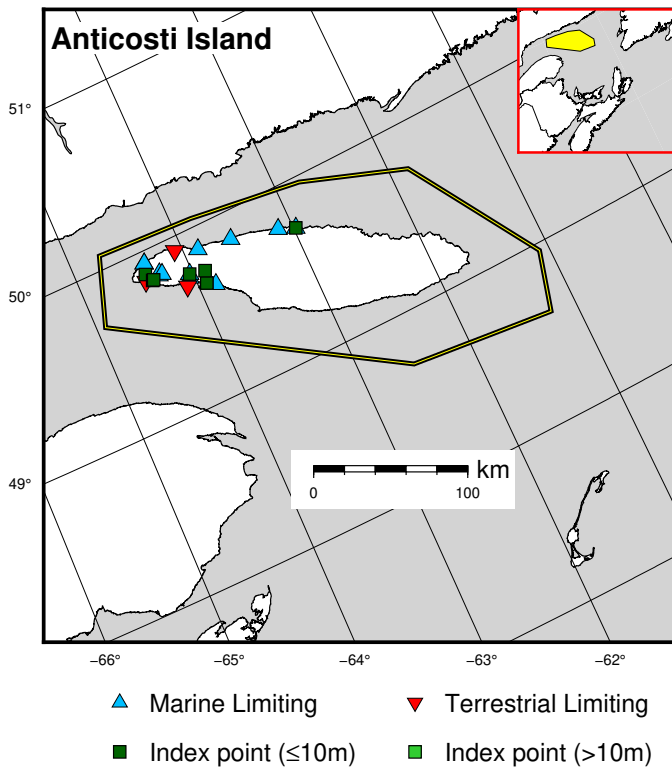 Anticosti Island
51°
50°
49°
km
0 100
−66° −65° −64° −63° −62°
Marine Limiting Terrestrial Limiting
Index point (≤10m) Index point (>10m)